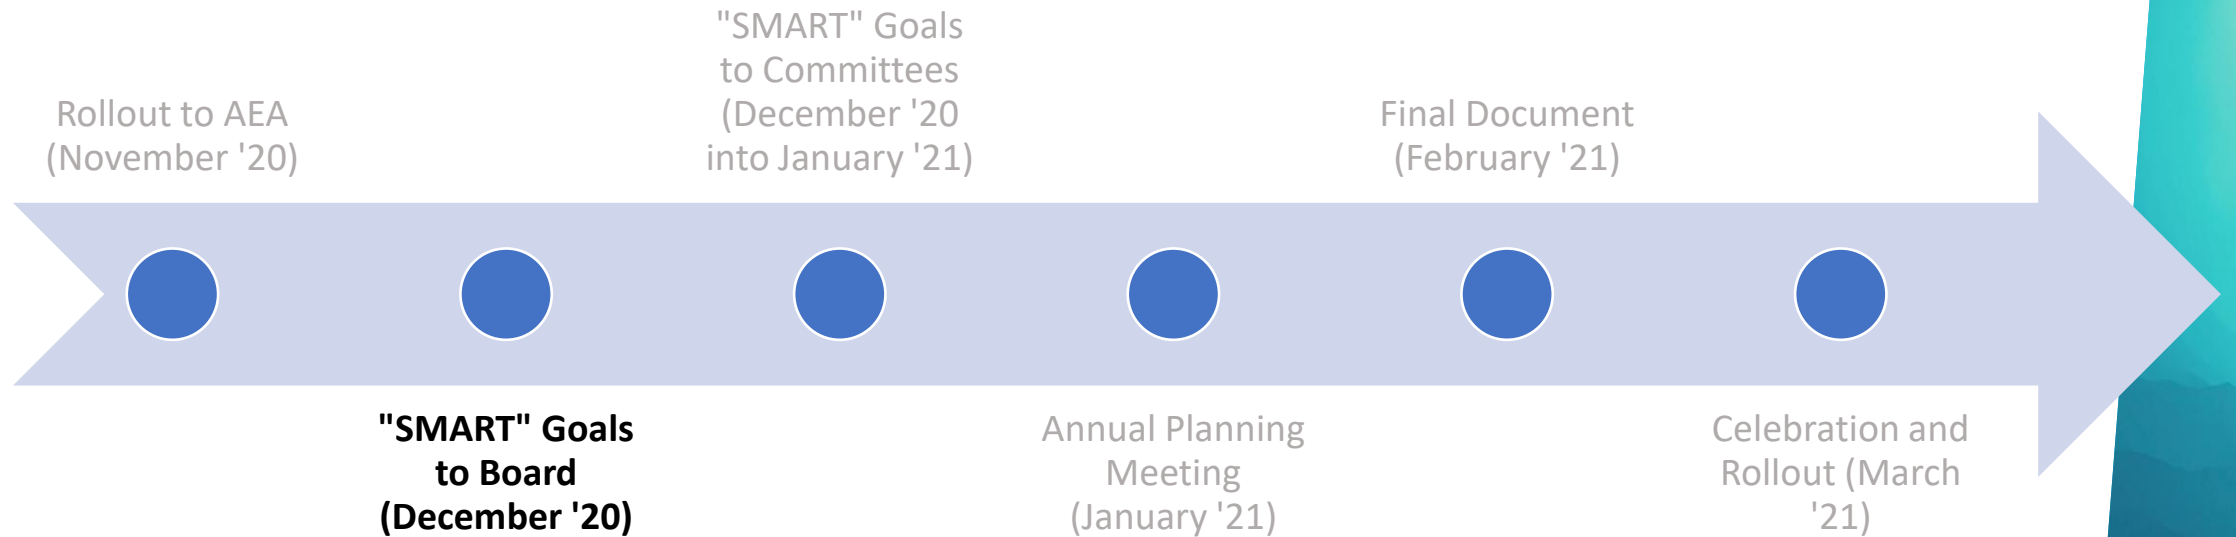 Rollout to AEA
(November '20)
"SMART" Goals
to Board
(December '20)
"SMART" Goals
to Committees
(December '20
into January '21)
Annual Planning
Meeting
(January '21)
Final Document
(February '21)
Celebration and
Rollout (March
'21)